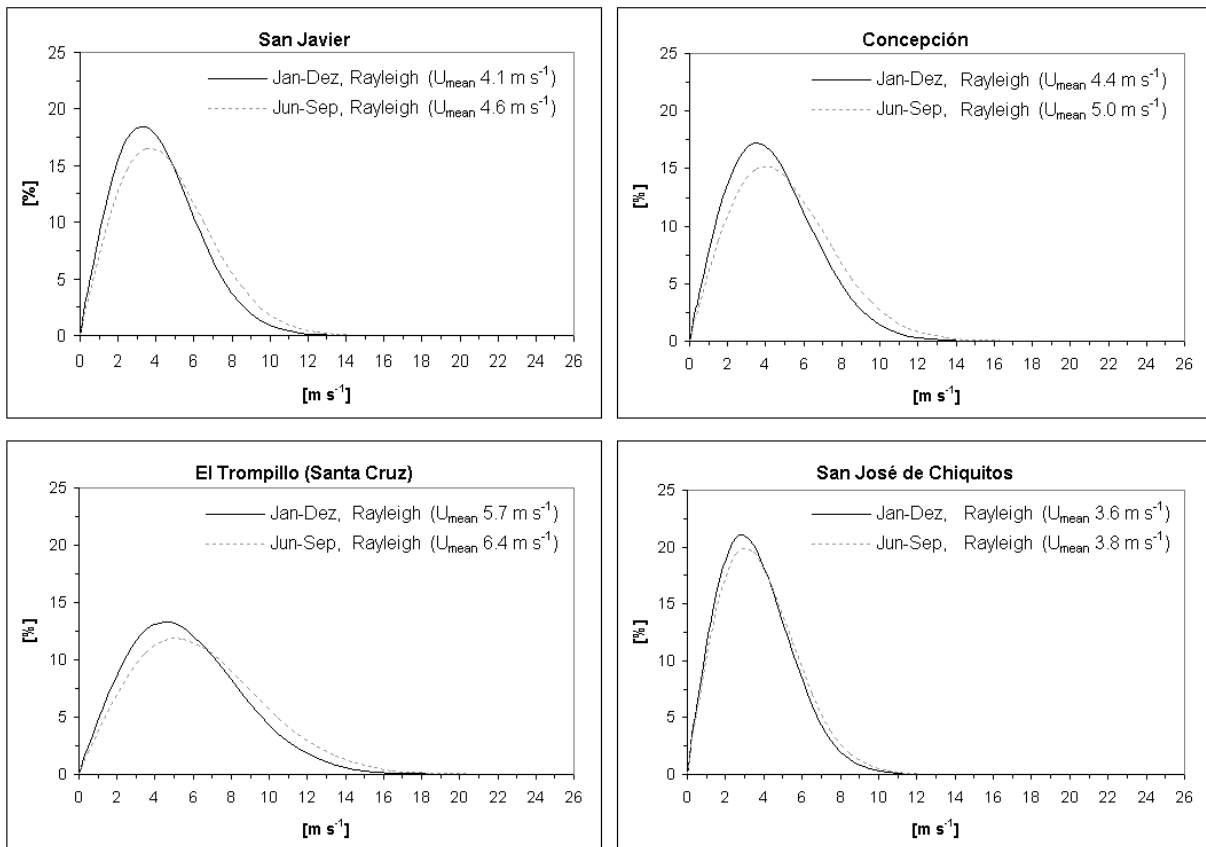 San Javier
25
20
15
10
5
0
[%]
Jan-Dez, Rayleigh (Umean 4.1 m s-1)
Jun-Sep, Rayleigh (Umean 4.6 m s-1)
0 2 4 6 8 10 12 14 16 18 20 22 24 26
[m s-1]
Concepción
25
20
15
10
5
0
[%]
Jan-Dez, Rayleigh (Umean 4.4 m s-1)
Jun-Sep, Rayleigh (Umean 5.0 m s-1)
0 2 4 6 8 10 12 14 16 18 20 22 24 26
[m s-1]
El Trompillo (Santa Cruz)
25
20
15
10
5
0
[%]
Jan-Dez, Rayleigh (Umean 5.7 m s-1)
Jun-Sep, Rayleigh (Umean 6.4 m s-1)
0 2 4 6 8 10 12 14 16 18 20 22 24 26
[m s-1]
San José de Chiquitos
25
20
15
10
5
0
[%]
Jan-Dez, Rayleigh (Umean 3.6 m s-1)
Jun-Sep, Rayleigh (Umean 3.8 m s-1)
0 2 4 6 8 10 12 14 16 18 20 22 24 26
[m s-1]